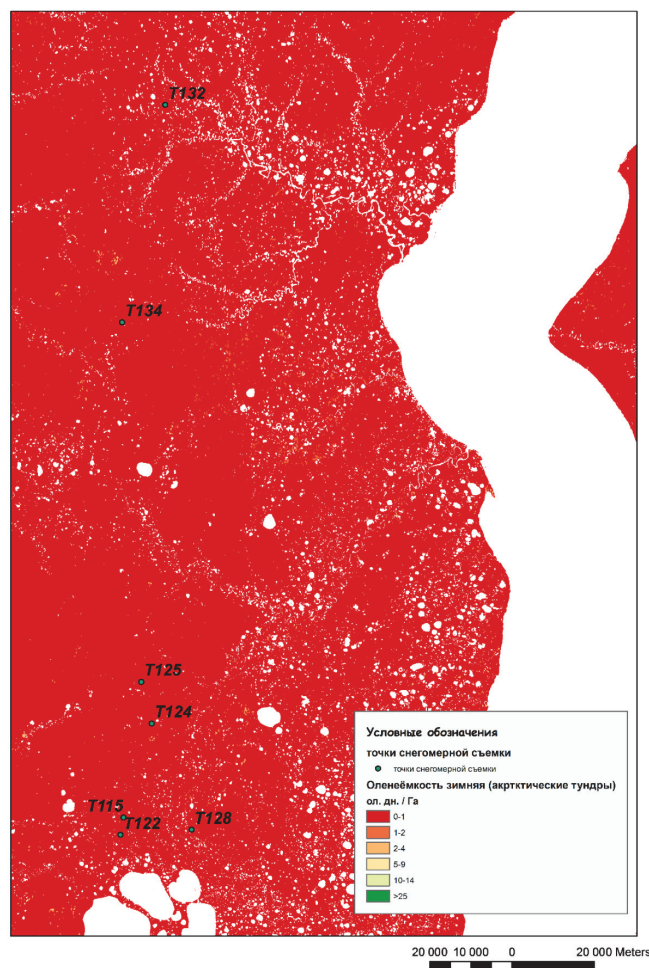 T132
T134
T125
T124
T115
T122
T128
Условные обозначения
точки снегомерной съемки
точки снегомерной съемки
Оленеёмкость зимняя (акрктические тундры)
ол. дн. / Га
0-1
1-2
2-4
5-9
10-14
>25
20 000 10 000 0 20 000 Meters